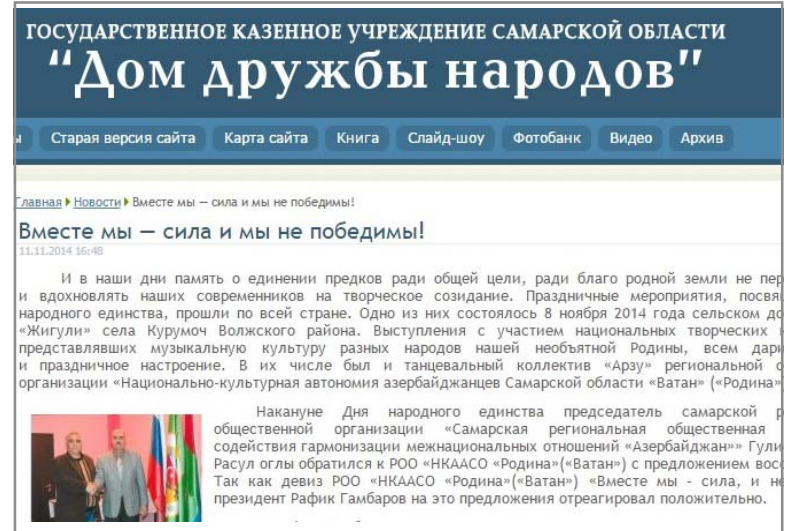 ГОСУДАРСТВЕННОЕ КАЗЕННОЕ УЧРЕЖДЕНИЕ САМАРСКОЙ ОБЛАСТИ
“Дом дружбы народов”
Старая версия сайта Карта сайта Книга Слайд-шоу Фотобанк Видео Архив
Главная Новости Вместе мы — сила и мы не победимы!
Вместе мы — сила и мы не победимы!
11.11.2014 16:48
И в наши дни память о единении предков ради общей цели, ради благо родной земли не
и вдохновлять наших современников на творческое созидание. Праздничные мероприятия,
народного единства, прошли по всей стране. Одно из них состоялось 8 ноября 2014 года сельском
«Жигули» села Курумоч Волжского района. Выступления с участием национальных творческих
представлявших музыкальную культуру разных народов нашей необъятной Родины, всем
и праздничное настроение. В их числе был и танцевальный коллектив «Арзу» региональной
организации «Национально-культурная автономия азербайджанцев Самарской области «Ватан» («Родина»
Накануне Дня народного единства председатель самарской
общественной организации «Самарская региональная общественная
содействия гармонизации межнациональных отношений «Азербайджан»»
Расул оглы обратился к РОО «НКААСО «Родина»(«Ватан») с предложением
Так как девиз РОО «НКААСО «Родина»(«Ватан») «Вместе мы - сила, и
президент Рафик Гамбаров на это предложения отреагировал положительно.